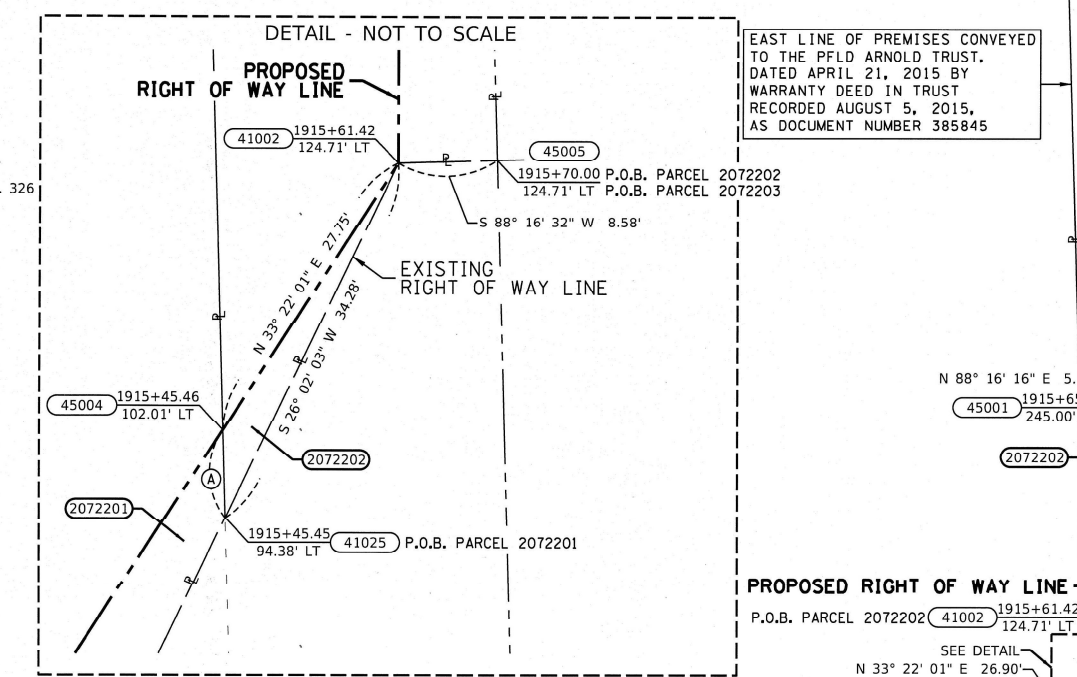 DETAIL - NOT TO SCALE
PROPOSED
RIGHT OF WAY LINE
41002 1915+61.42
124.71' LT
45005
1915+70.00 P.O.B. PARCEL 2072202
124.71' LT P.O.B. PARCEL 2072203
S 88° 16' 32" W 8.58'
EXISTING
RIGHT OF WAY LINE
N 33° 22' 01" E 27.75'
S 26° 02' 03" W 34.28'
45004 1915+45.46
102.01' LT
2072202
A
2072201
1915+45.45 41025 P.O.B. PARCEL 2072201
94.38' LT
326
EAST LINE OF PREMISES CONVEYED
TO THE PFLD ARNOLD TRUST.
DATED APRIL 21, 2015 BY
WARRANTY DEED IN TRUST
RECORDED AUGUST 5, 2015,
AS DOCUMENT NUMBER 385845
N 88° 16' 16" E 5.
45001 1915+65
245.00'
2072202
PROPOSED RIGHT OF WAY LINE
P.O.B. PARCEL 2072202 41002 1915+61.42
124.71' LT
SEE DETAIL
N 33° 22' 01" E 26.90'